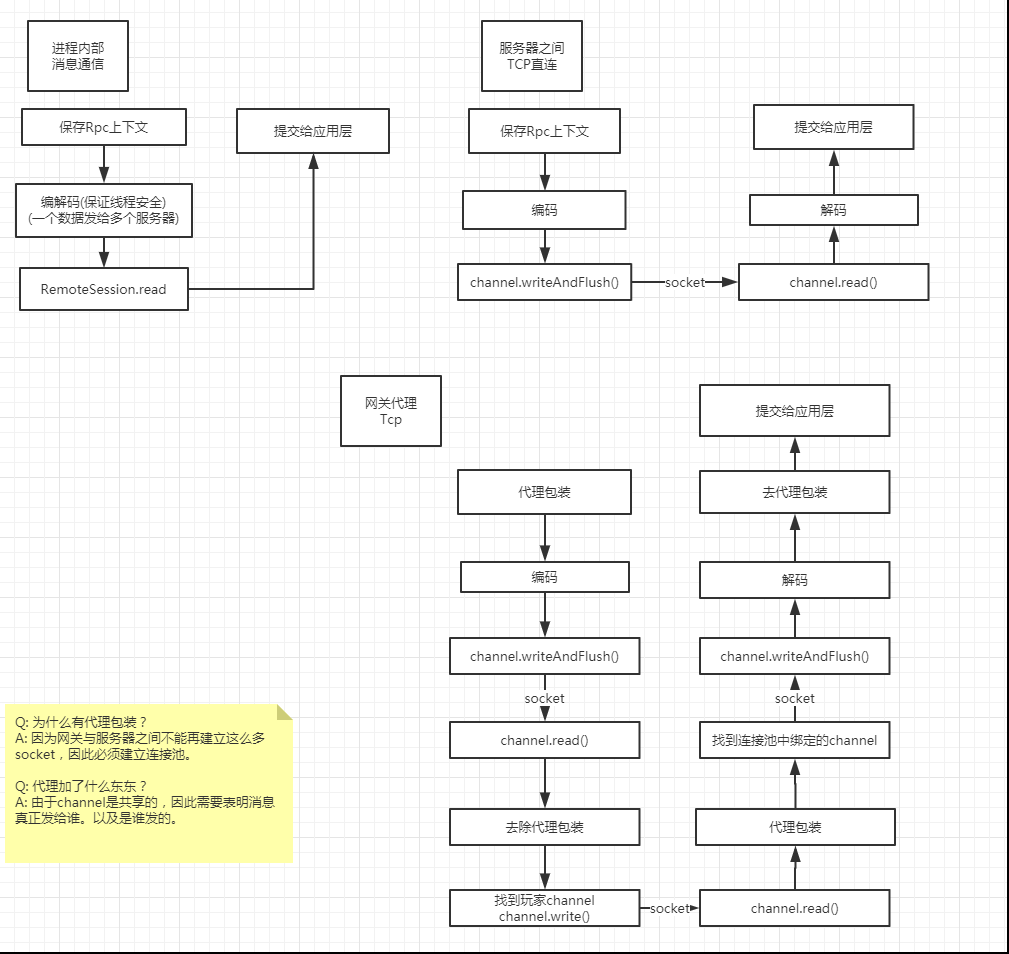 进程内部
消息通信
保存Rpc上下文
编解码(保证线程安全)
(一个数据发给多个服务器)
RemoteSession.read
提交给应用层
服务器之间
TCP直连
保存Rpc上下文
编码
channel.writeAndFlush()
socket
channel.read()
解码
提交给应用层
网关代理
Tcp
代理包装
编码
channel.writeAndFlush()
socket
channel.read()
去除代理包装
找到玩家channel
channel.write()
socket
channel.read()
代理包装
找到连接池中绑定的channel
socket
channel.writeAndFlush()
解码
去代理包装
提交给应用层
Q: 为什么有代理包装？
A: 因为网关与服务器之间不能再建立这么多
socket，因此必须建立连接池。
Q: 代理加了什么东东？
A: 由于channel是共享的，因此需要表明消息
真正发给谁。以及是谁发的。